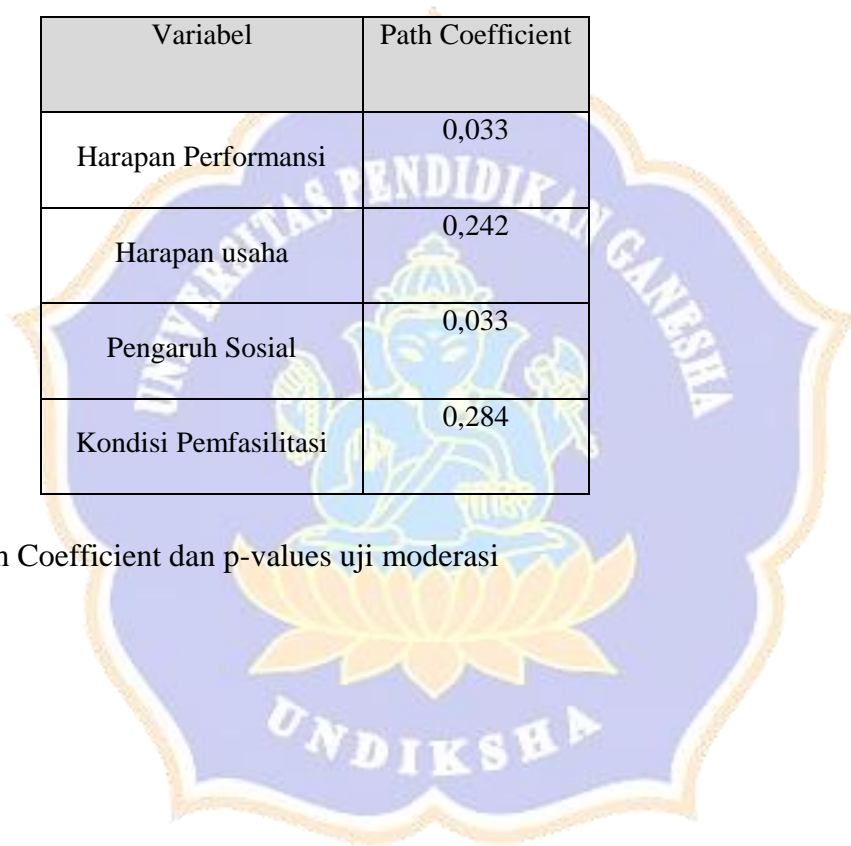 Variabel Path Coefficient
Harapan Performansi 0,033
Harapan usaha 0,242
Pengaruh Sosial 0,033
Kondisi Pemfasilitasi 0,284
Coefficient dan p-values uji moderasi
UNIVERSITAS PENDIDIKAN GANESHA
UNDIKSHA